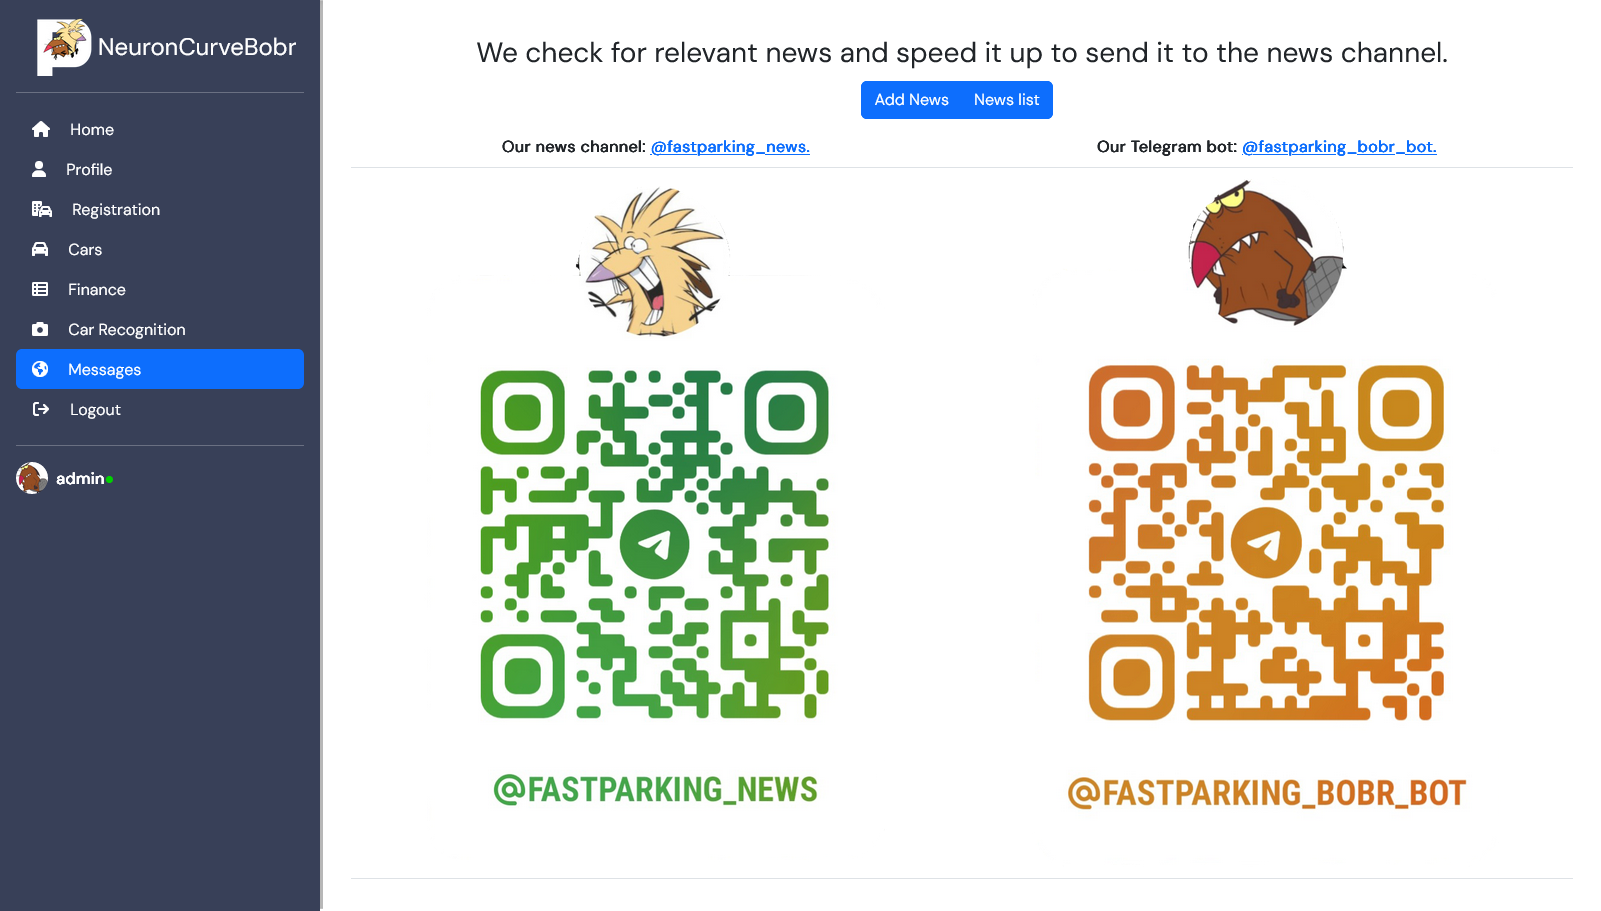 NeuronCurveBobr
Home
Profile
Registration
Cars
Finance
Car Recognition
Messages
Logout
admin
We check for relevant news and speed it up to send it to the news channel.
Add News
News list
Our news channel: @fastparking_news.
Our Telegram bot: @fastparking_bobr_bot.
@FASTPARKING_NEWS
@FASTPARKING_BOBR_BOT